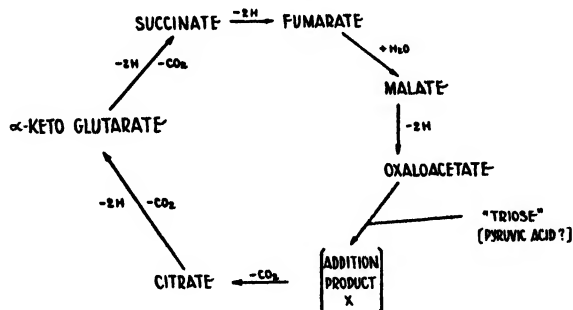 SUCCINATE
-2H
FUMARATE
+H2O
MALATE
-2H
OXALOACETATE
"TRIOSE"
[PYRUVIC ACID?]
[ADDITION
PRODUCT
X]
-CO2
CITRATE
-2H -CO2
α-KETO GLUTARATE
-2H -CO2